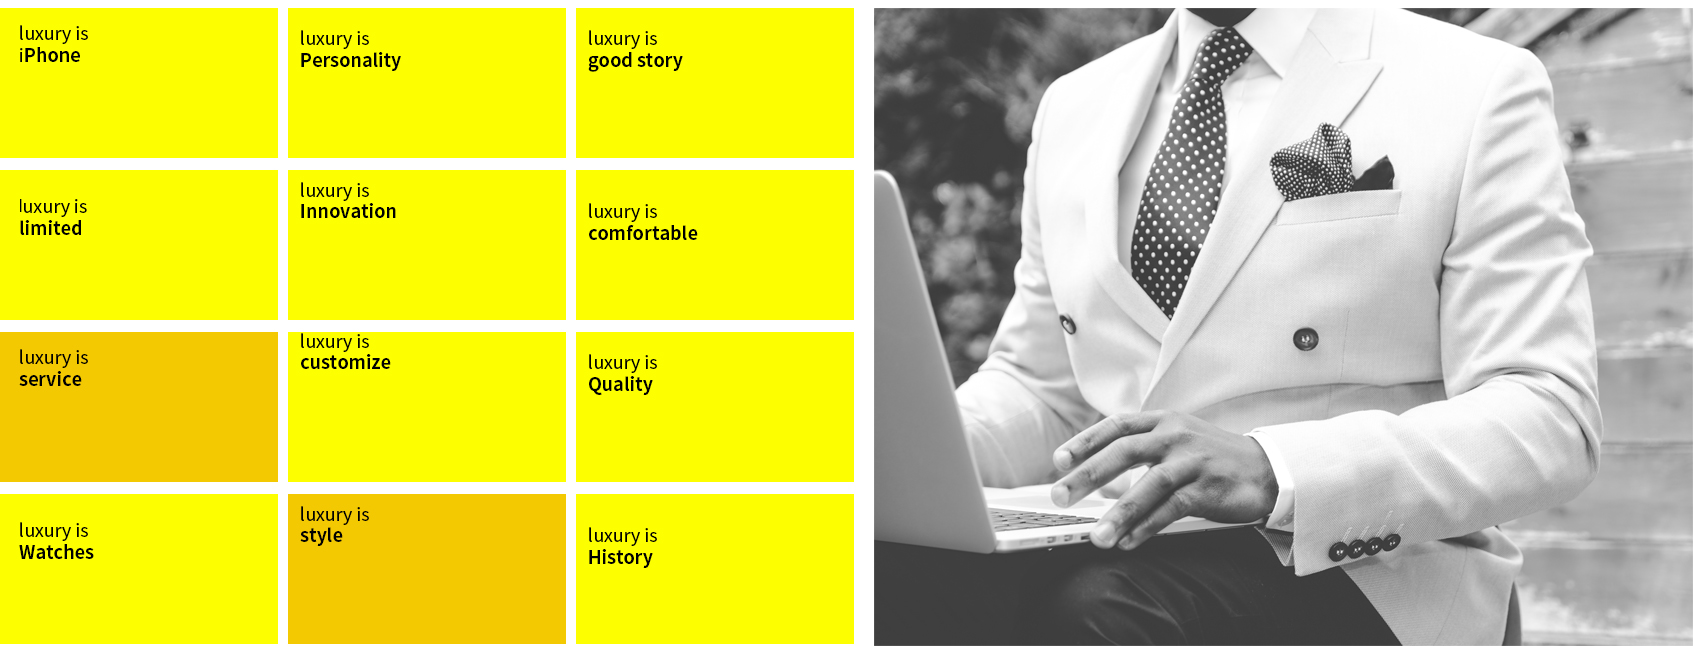 luxury is
iPhone
luxury is
Personality
luxury is
good story
luxury is
limited
luxury is
Innovation
luxury is
comfortable
luxury is
service
luxury is
customize
luxury is
Quality
luxury is
Watches
luxury is
style
luxury is
History